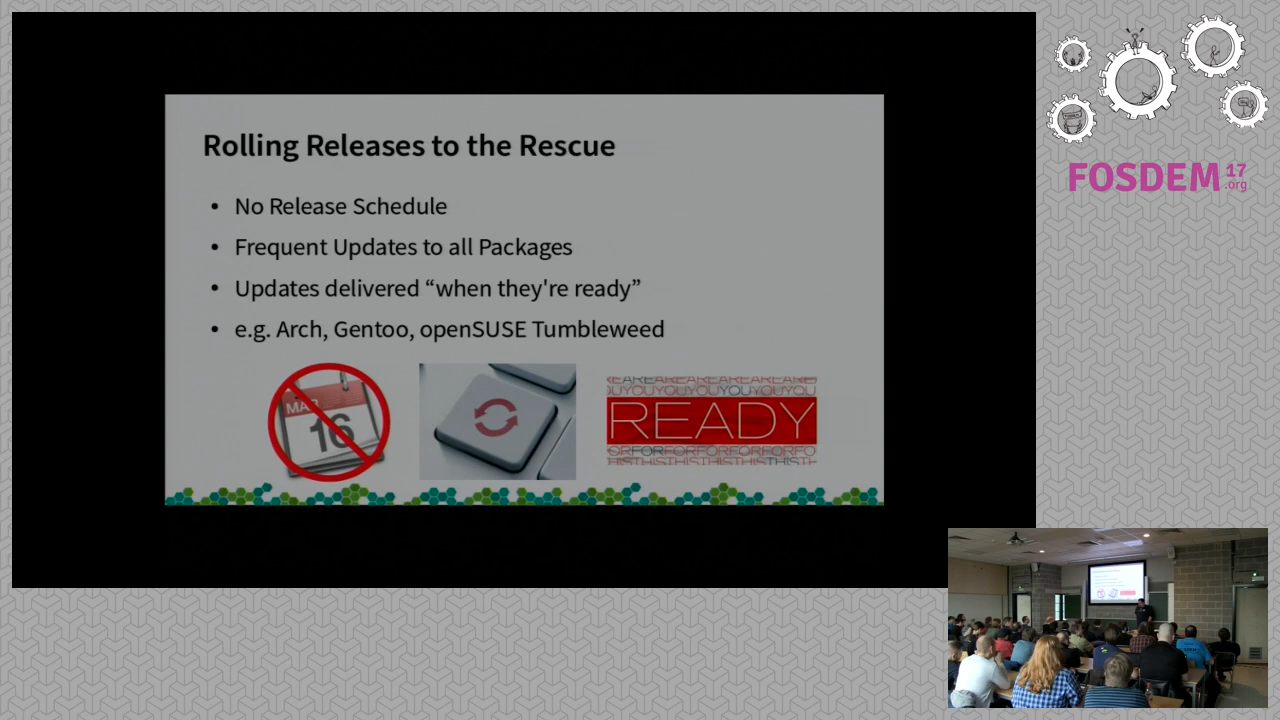 Rolling Releases to the Rescue
• No Release Schedule
• Frequent Updates to all Packages
• Updates delivered “when they're ready”
• e.g. Arch, Gentoo, openSUSE Tumbleweed
MAR
16
READY
FOSDEM 17
.org